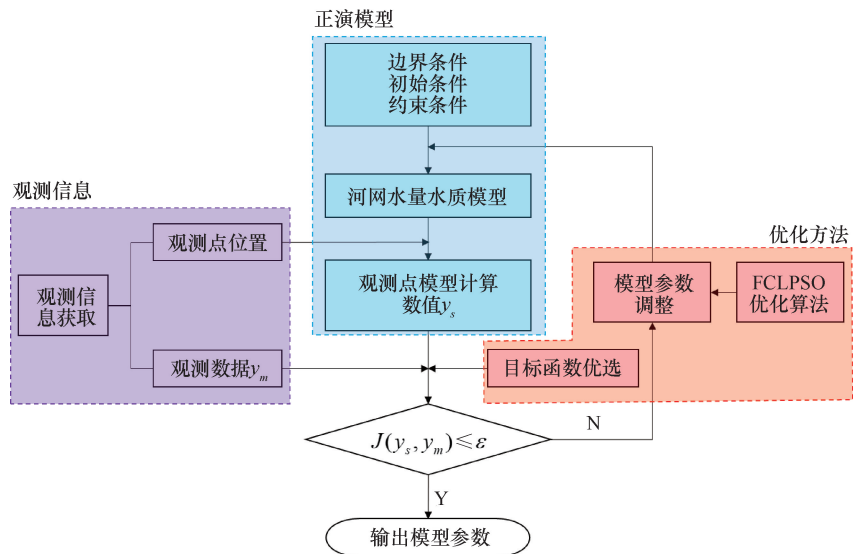 正演模型
边界条件
初始条件
约束条件
河网水量水质模型
观测点模型计算
数值yₛ
观测信息
观测信
息获取
观测点位置
观测数据yₘ
优化方法
模型参数
调整
FCLPSO
优化算法
目标函数优选
J(yₛ,yₘ)≤ε
N
Y
输出模型参数